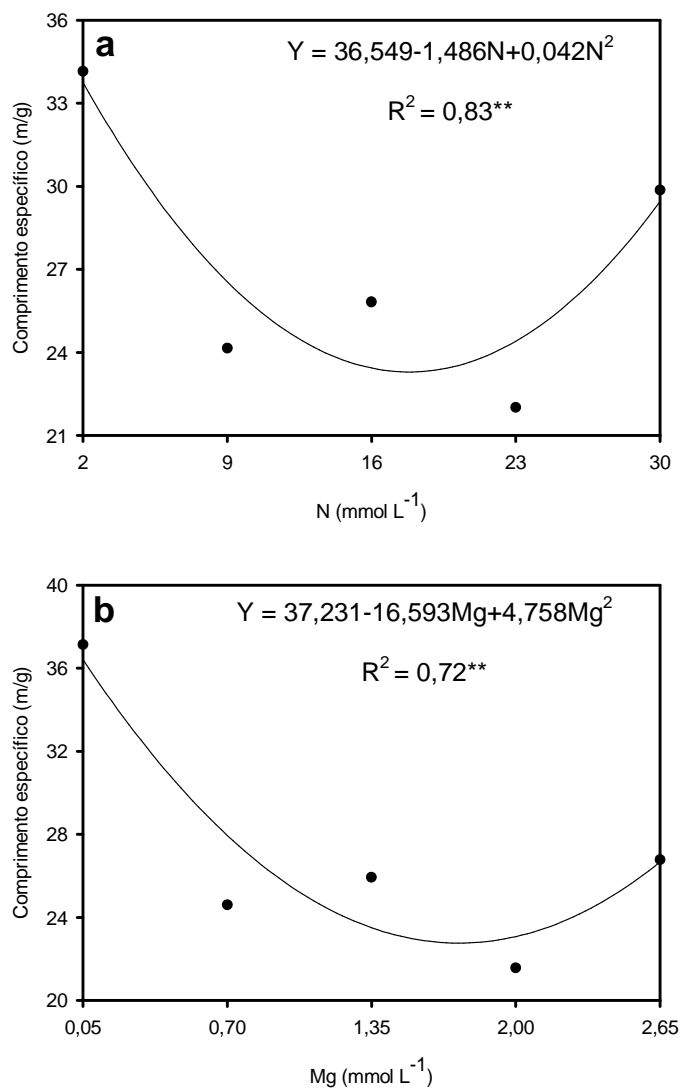 a
Y = 36,549-1,486N+0,042N²
R² = 0,83**
Comprimento específico (m/g)
36
33
30
27
24
21
2 9 16 23 30
N (mmol L⁻¹)
b
Y = 37,231-16,593Mg+4,758Mg²
R² = 0,72**
Comprimento específico (m/g)
40
36
32
28
24
20
0,05 0,70 1,35 2,00 2,65
Mg (mmol L⁻¹)